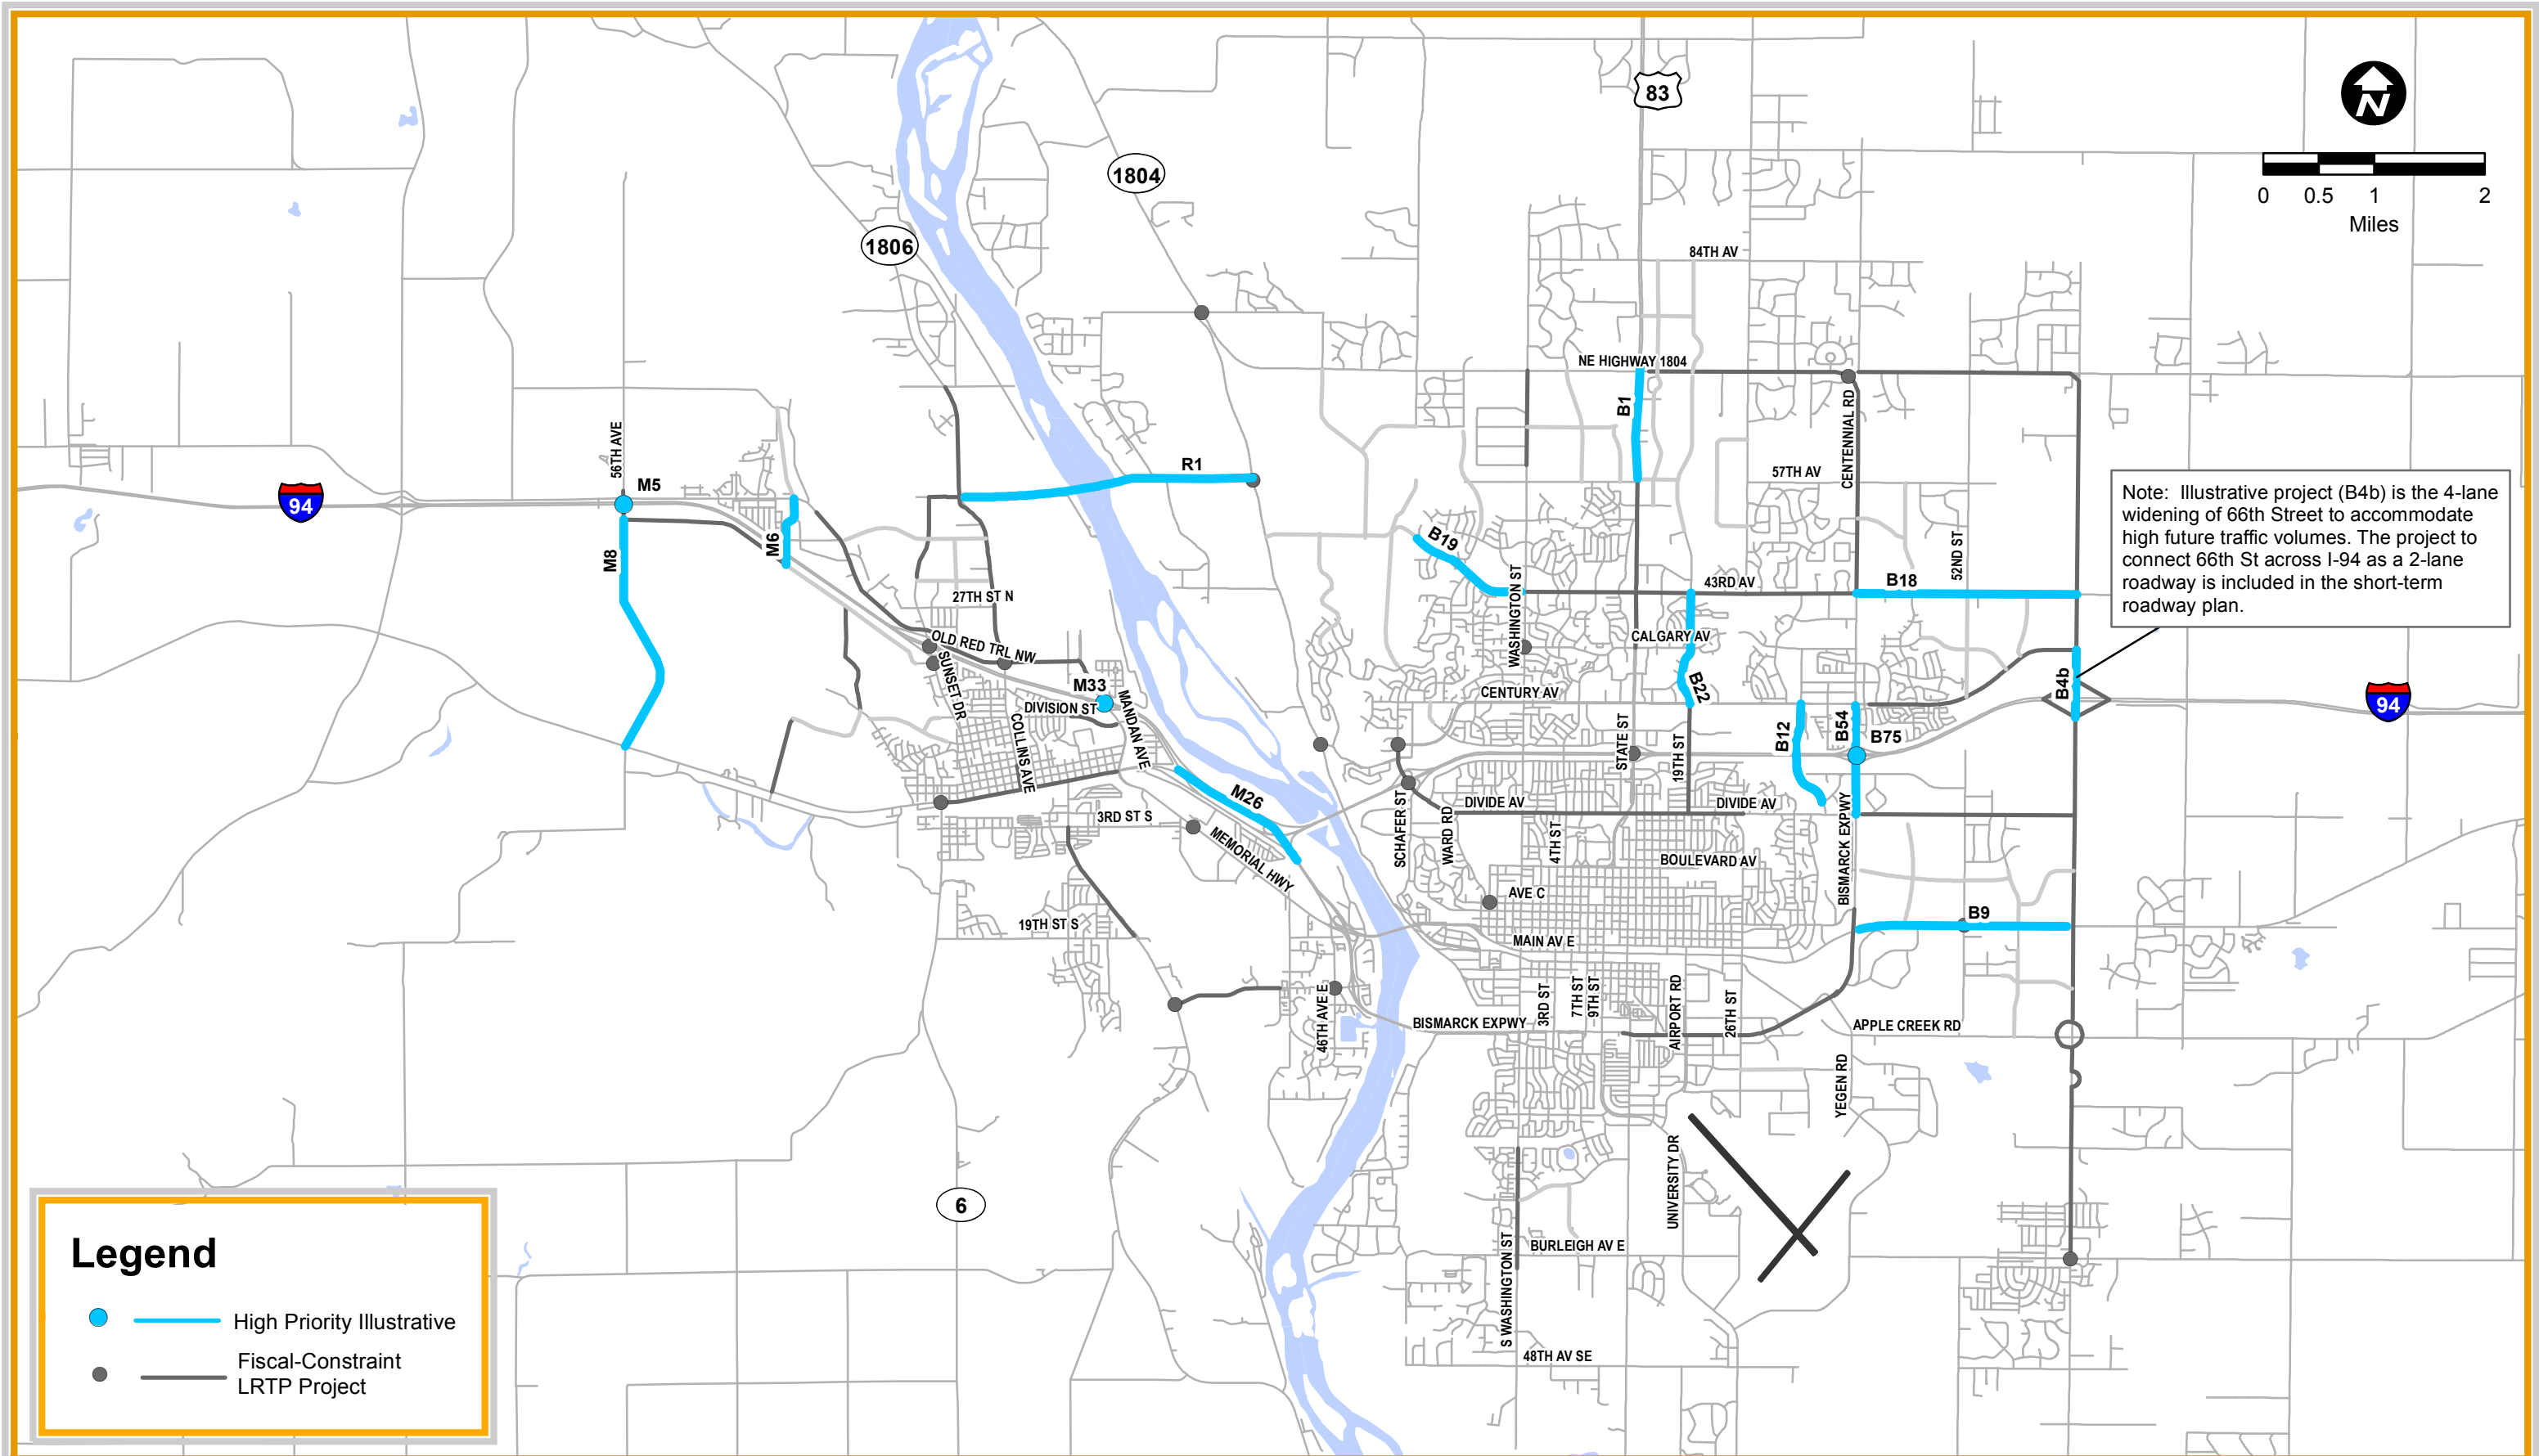 83
1804
1806
0 0.5 1 2
Miles
84TH AV
NE HIGHWAY 1804
B1
CENTENNIAL RD
56TH AVE
M5
R1
57TH AV
94
Note: Illustrative project (B4b) is the 4-lane
widening of 66th Street to accommodate
high future traffic volumes. The project to
connect 66th St across I-94 as a 2-lane
roadway is included in the short-term
roadway plan.
M8
M6
B19
52ND ST
WASHINGTON ST
43RD AV
B18
27TH ST N
OLD RED TRL NW
CALGARY AV
SUNSET DR
M33
DIVISION ST
MANDAN AVE
COLLINS AVE
CENTURY AV
B22
B4b
94
STATE ST
19TH ST
B12
B54
B75
M26
3RD ST S
MEMORIAL HWY
SCHAFER ST
WARD RD
DIVIDE AV
DIVIDE AV
4TH ST
BOULEVARD AV
BISMARCK EXPWY
AVE C
19TH ST S
B9
MAIN AV E
46TH AVE E
BISMARCK EXPWY
3RD ST
7TH ST
9TH ST
AIRPORT RD
26TH ST
APPLE CREEK RD
YEGEN RD
UNIVERSITY DR
6
S WASHINGTON ST
BURLEIGH AV E
48TH AV SE
Legend
High Priority Illustrative
Fiscal-Constraint
LRTP Project
N